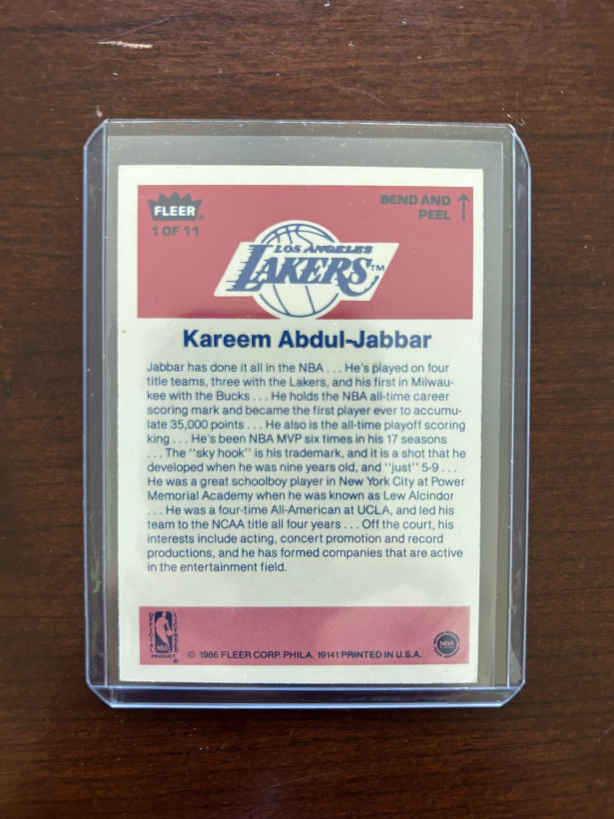 FLEER
1 OF 11
BEND AND
PEEL
LOS ANGELES
LAKERS TM
Kareem Abdul-Jabbar
Jabbar has done it all in the NBA . . . He's played on four
title teams, three with the Lakers, and his first in Milwau-
kee with the Bucks . . . He holds the NBA all-time career
scoring mark and became the first player ever to accumu-
late 35,000 points . . . He also is the all-time playoff scoring
king . . . He's been NBA MVP six times in his 17 seasons
. . . The "sky hook" is his trademark, and it is a shot that he
developed when he was nine years old, and "just" 5-9 . . .
He was a great schoolboy player in New York City at Power
Memorial Academy when he was known as Lew Alcindor
. . . He was a four-time All-American at UCLA, and led his
team to the NCAA title all four years . . . Off the court, his
interests include acting, concert promotion and record
productions, and he has formed companies that are active
in the entertainment field.
OFFICIAL
NBA
PRODUCT
© 1986 FLEER CORP. PHILA. 19141 PRINTED IN U.S.A.
NBA